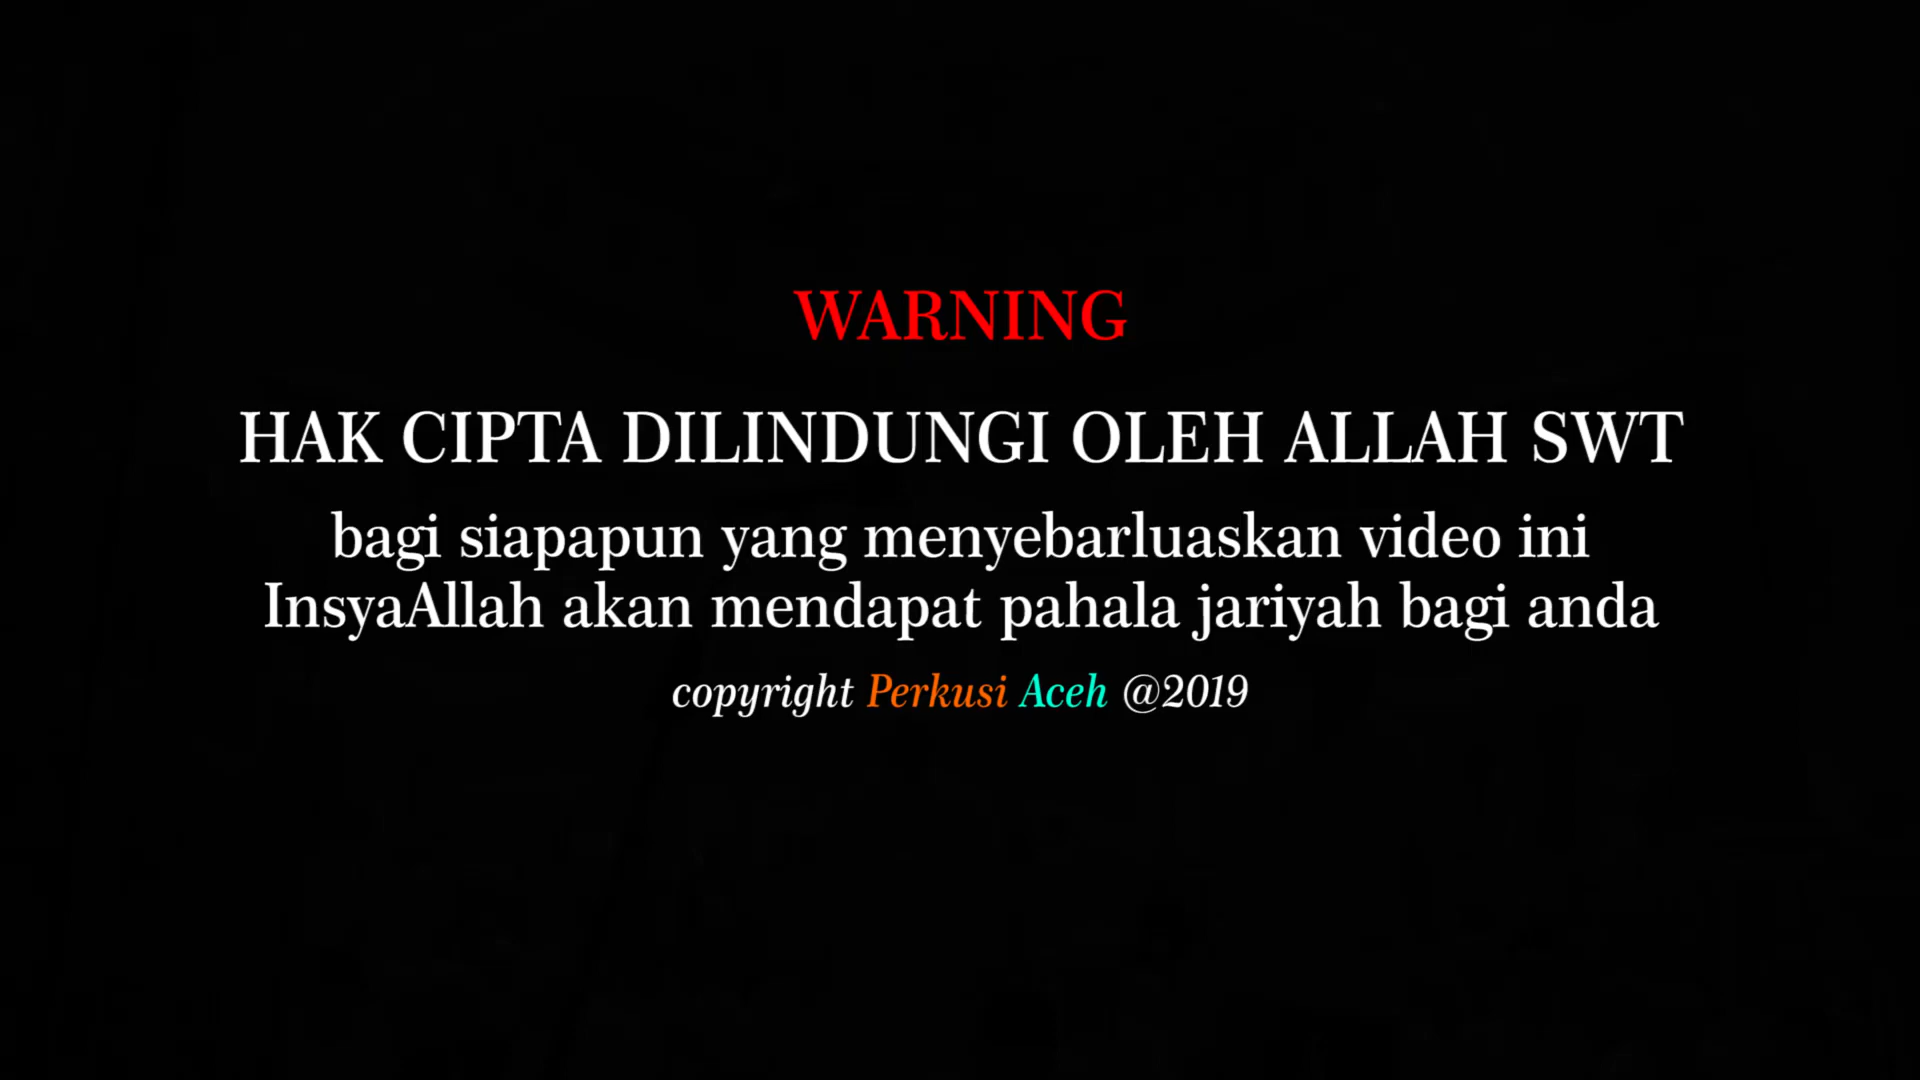 WARNING
HAK CIPTA DILINDUNGI OLEH ALLAH SWT
bagi siapapun yang menyebarluaskan video ini
InsyaAllah akan mendapat pahala jariyah bagi anda
copyright Perkusi Aceh @2019